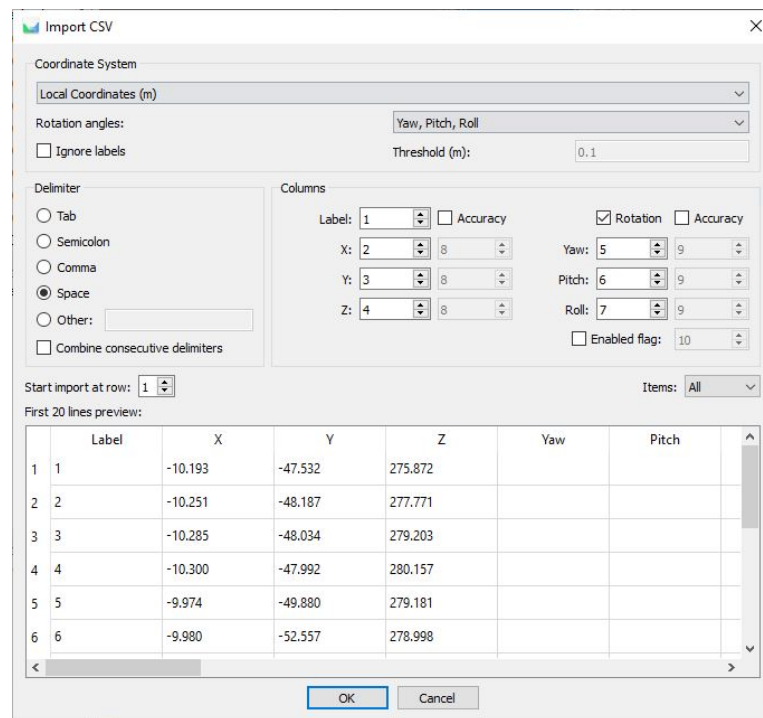 Import CSV
Coordinate System
Local Coordinates (m)
Rotation angles: Yaw, Pitch, Roll
Ignore labels Threshold (m): 0.1
Delimiter Columns
Tab Label: 1 Accuracy Rotation Accuracy
Semicolon X: 2 8 Yaw: 5 9
Comma Y: 3 8 Pitch: 6 9
Space Z: 4 8 Roll: 7 9
Other: Enabled flag: 10
Combine consecutive delimiters
Start import at row: 1 Items: All
First 20 lines preview:
Label X Y Z Yaw Pitch
1 1 -10.193 -47.532 275.872
2 2 -10.251 -48.187 277.771
3 3 -10.285 -48.034 279.203
4 4 -10.300 -47.992 280.157
5 5 -9.974 -49.880 279.181
6 6 -9.980 -52.557 278.998
OK Cancel